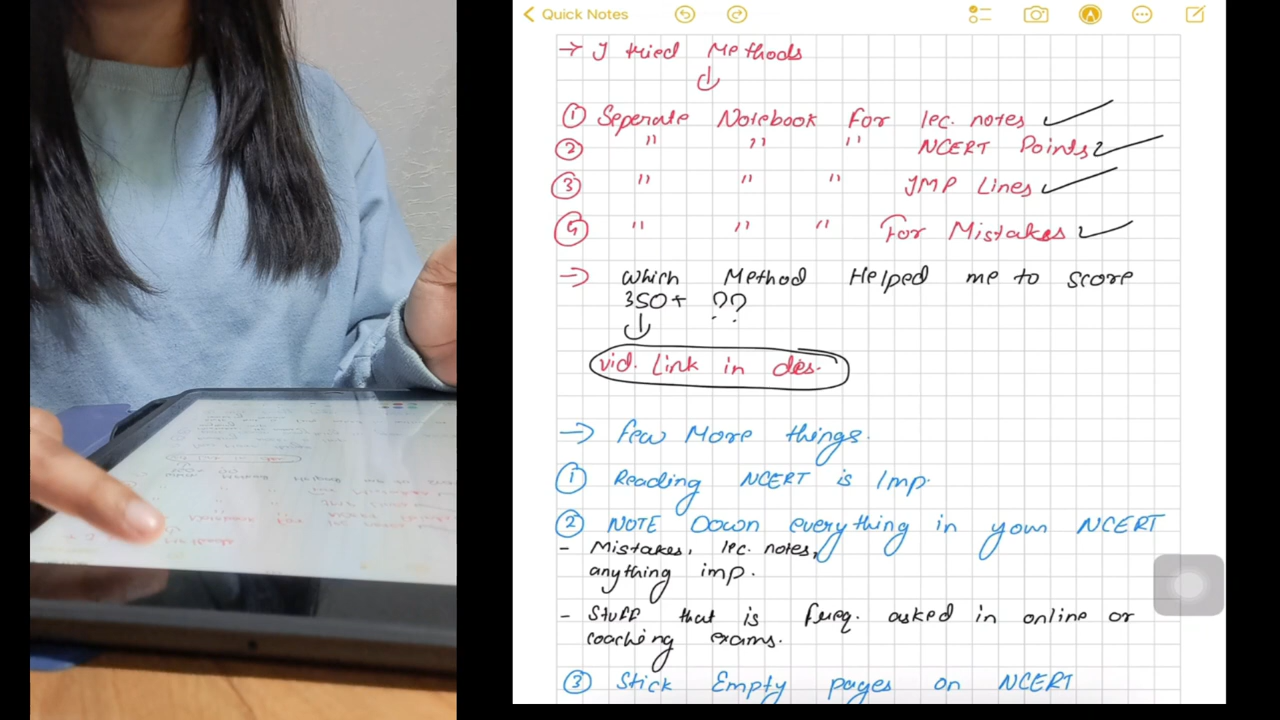 Quick Notes
→ I tried Methods
① Seperate Notebook For lec. notes ✓
② " " " NCERT Points ✓
③ " " " IMP Lines ✓
④ " " " For Mistakes ✓
→ Which Method Helped me to score
350+ ??
vid. Link in des.
→ Few More things.
① Reading NCERT is Imp.
② NOTE Down everything in your NCERT
- Mistakes, lec. notes,
anything imp.
- Stuff that is freq. asked in online or
coaching exams.
③ Stick Empty pages on NCERT